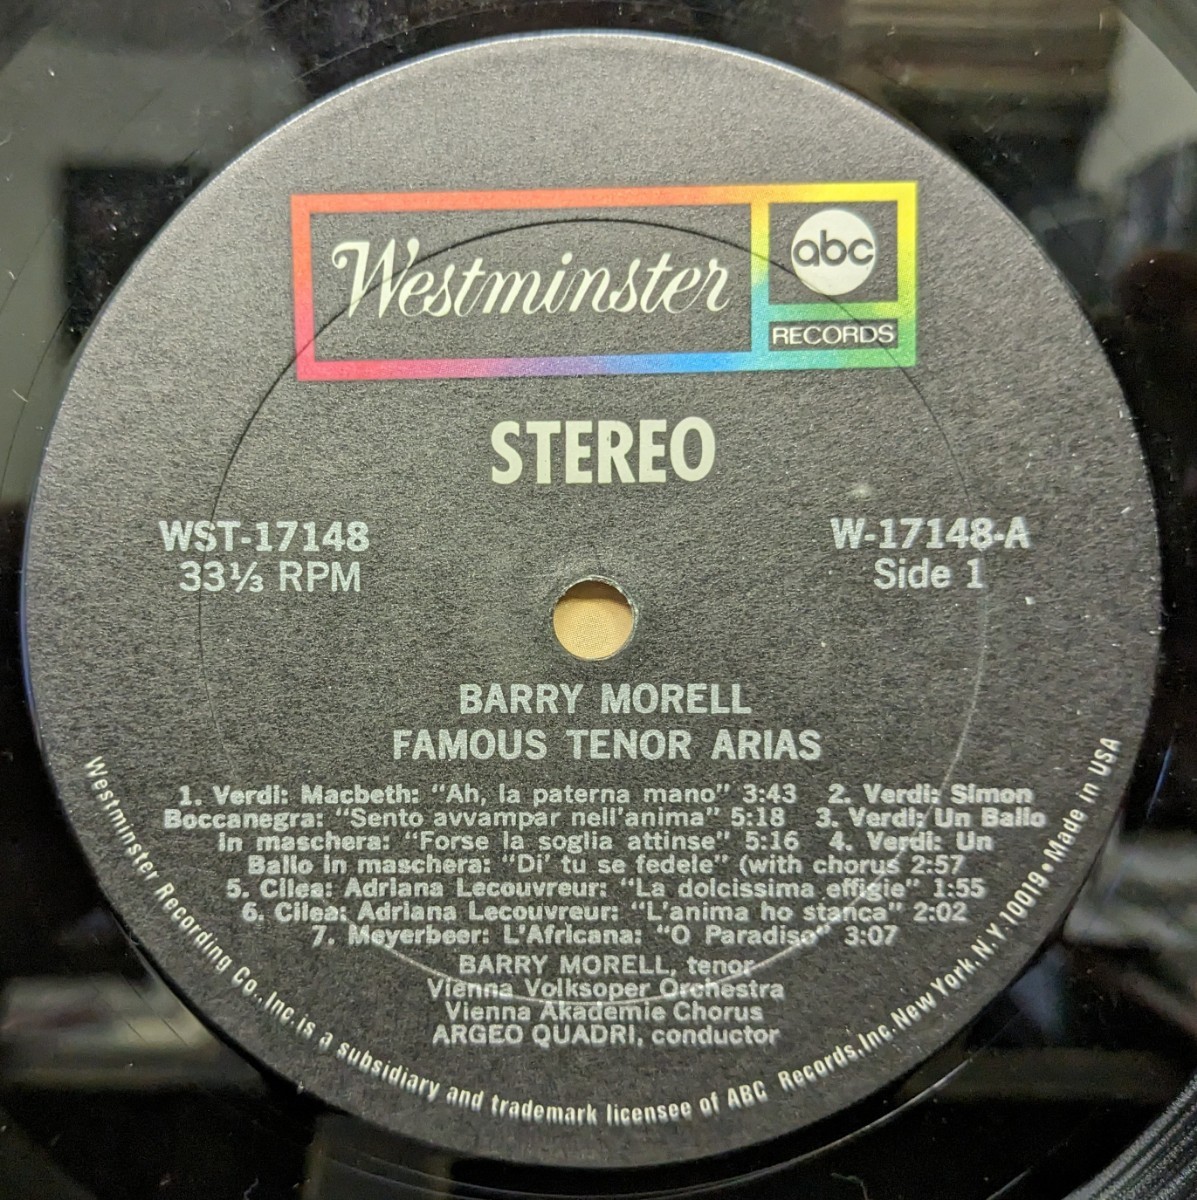 Westminster
abc
RECORDS
STEREO
WST-17148
33⅓ RPM
W-17148-A
Side 1
BARRY MORELL
FAMOUS TENOR ARIAS
1. Verdi: Macbeth: "Ah, la paterna mano" 3:43 2. Verdi: Simon
Boccanegra: "Sento avvampar nell'anima" 5:18 3. Verdi: Un Ballo
in maschera: "Forse la soglia attinse" 5:16 4. Verdi: Un
Ballo in maschera: "Di' tu se fedele" (with chorus 2:57
5. Cilea: Adriana Lecouvreur: "La dolcissima effigie" 1:55
6. Cilea: Adriana Lecouvreur: "L'anima ho stanca" 2:02
7. Meyerbeer: L'Africana: "O Paradiso" 3:07
BARRY MORELL, tenor
Vienna Volksoper Orchestra
Vienna Akademie Chorus
ARGEO QUADRI, conductor
Westminster Recording Co., Inc. is a subsidiary and trademark licensee of ABC Records, Inc. New York, N.Y. 10019 • Made in USA